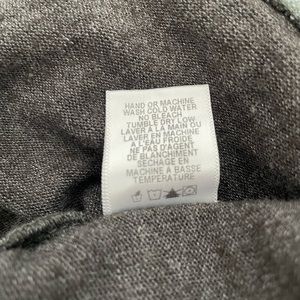 HAND OR MACHINE
WASH COLD WATER
NO BLEACH
TUMBLE DRY LOW
LAVER A LA MAIN OU
LAVER EN MACHINE
A L'EAU FROIDE
NE PAS D'AGENT
DE BLANCHIMENT
SECHAGE EN
MACHINE A BASSE
TEMPERATURE